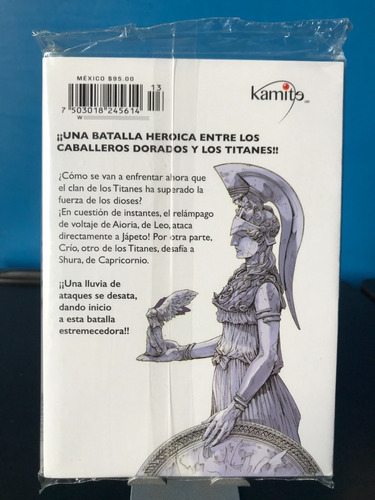 MÉXICO $95.00
13
7 503018 245614
kamite
¡¡UNA BATALLA HEROICA ENTRE LOS
CABALLEROS DORADOS Y LOS TITANES!!
¿Cómo se van a enfrentar ahora que
el clan de los Titanes ha superado la
fuerza de los dioses?
¡En cuestión de instantes, el relámpago
de voltaje de Aioria, de Leo, ataca
directamente a Jápeto! Por otra parte,
Crío, otro de los Titanes, desafía a
Shura, de Capricornio.
¡¡Una lluvia de
ataques se desata,
dando inicio
a esta batalla
estremecedora!!